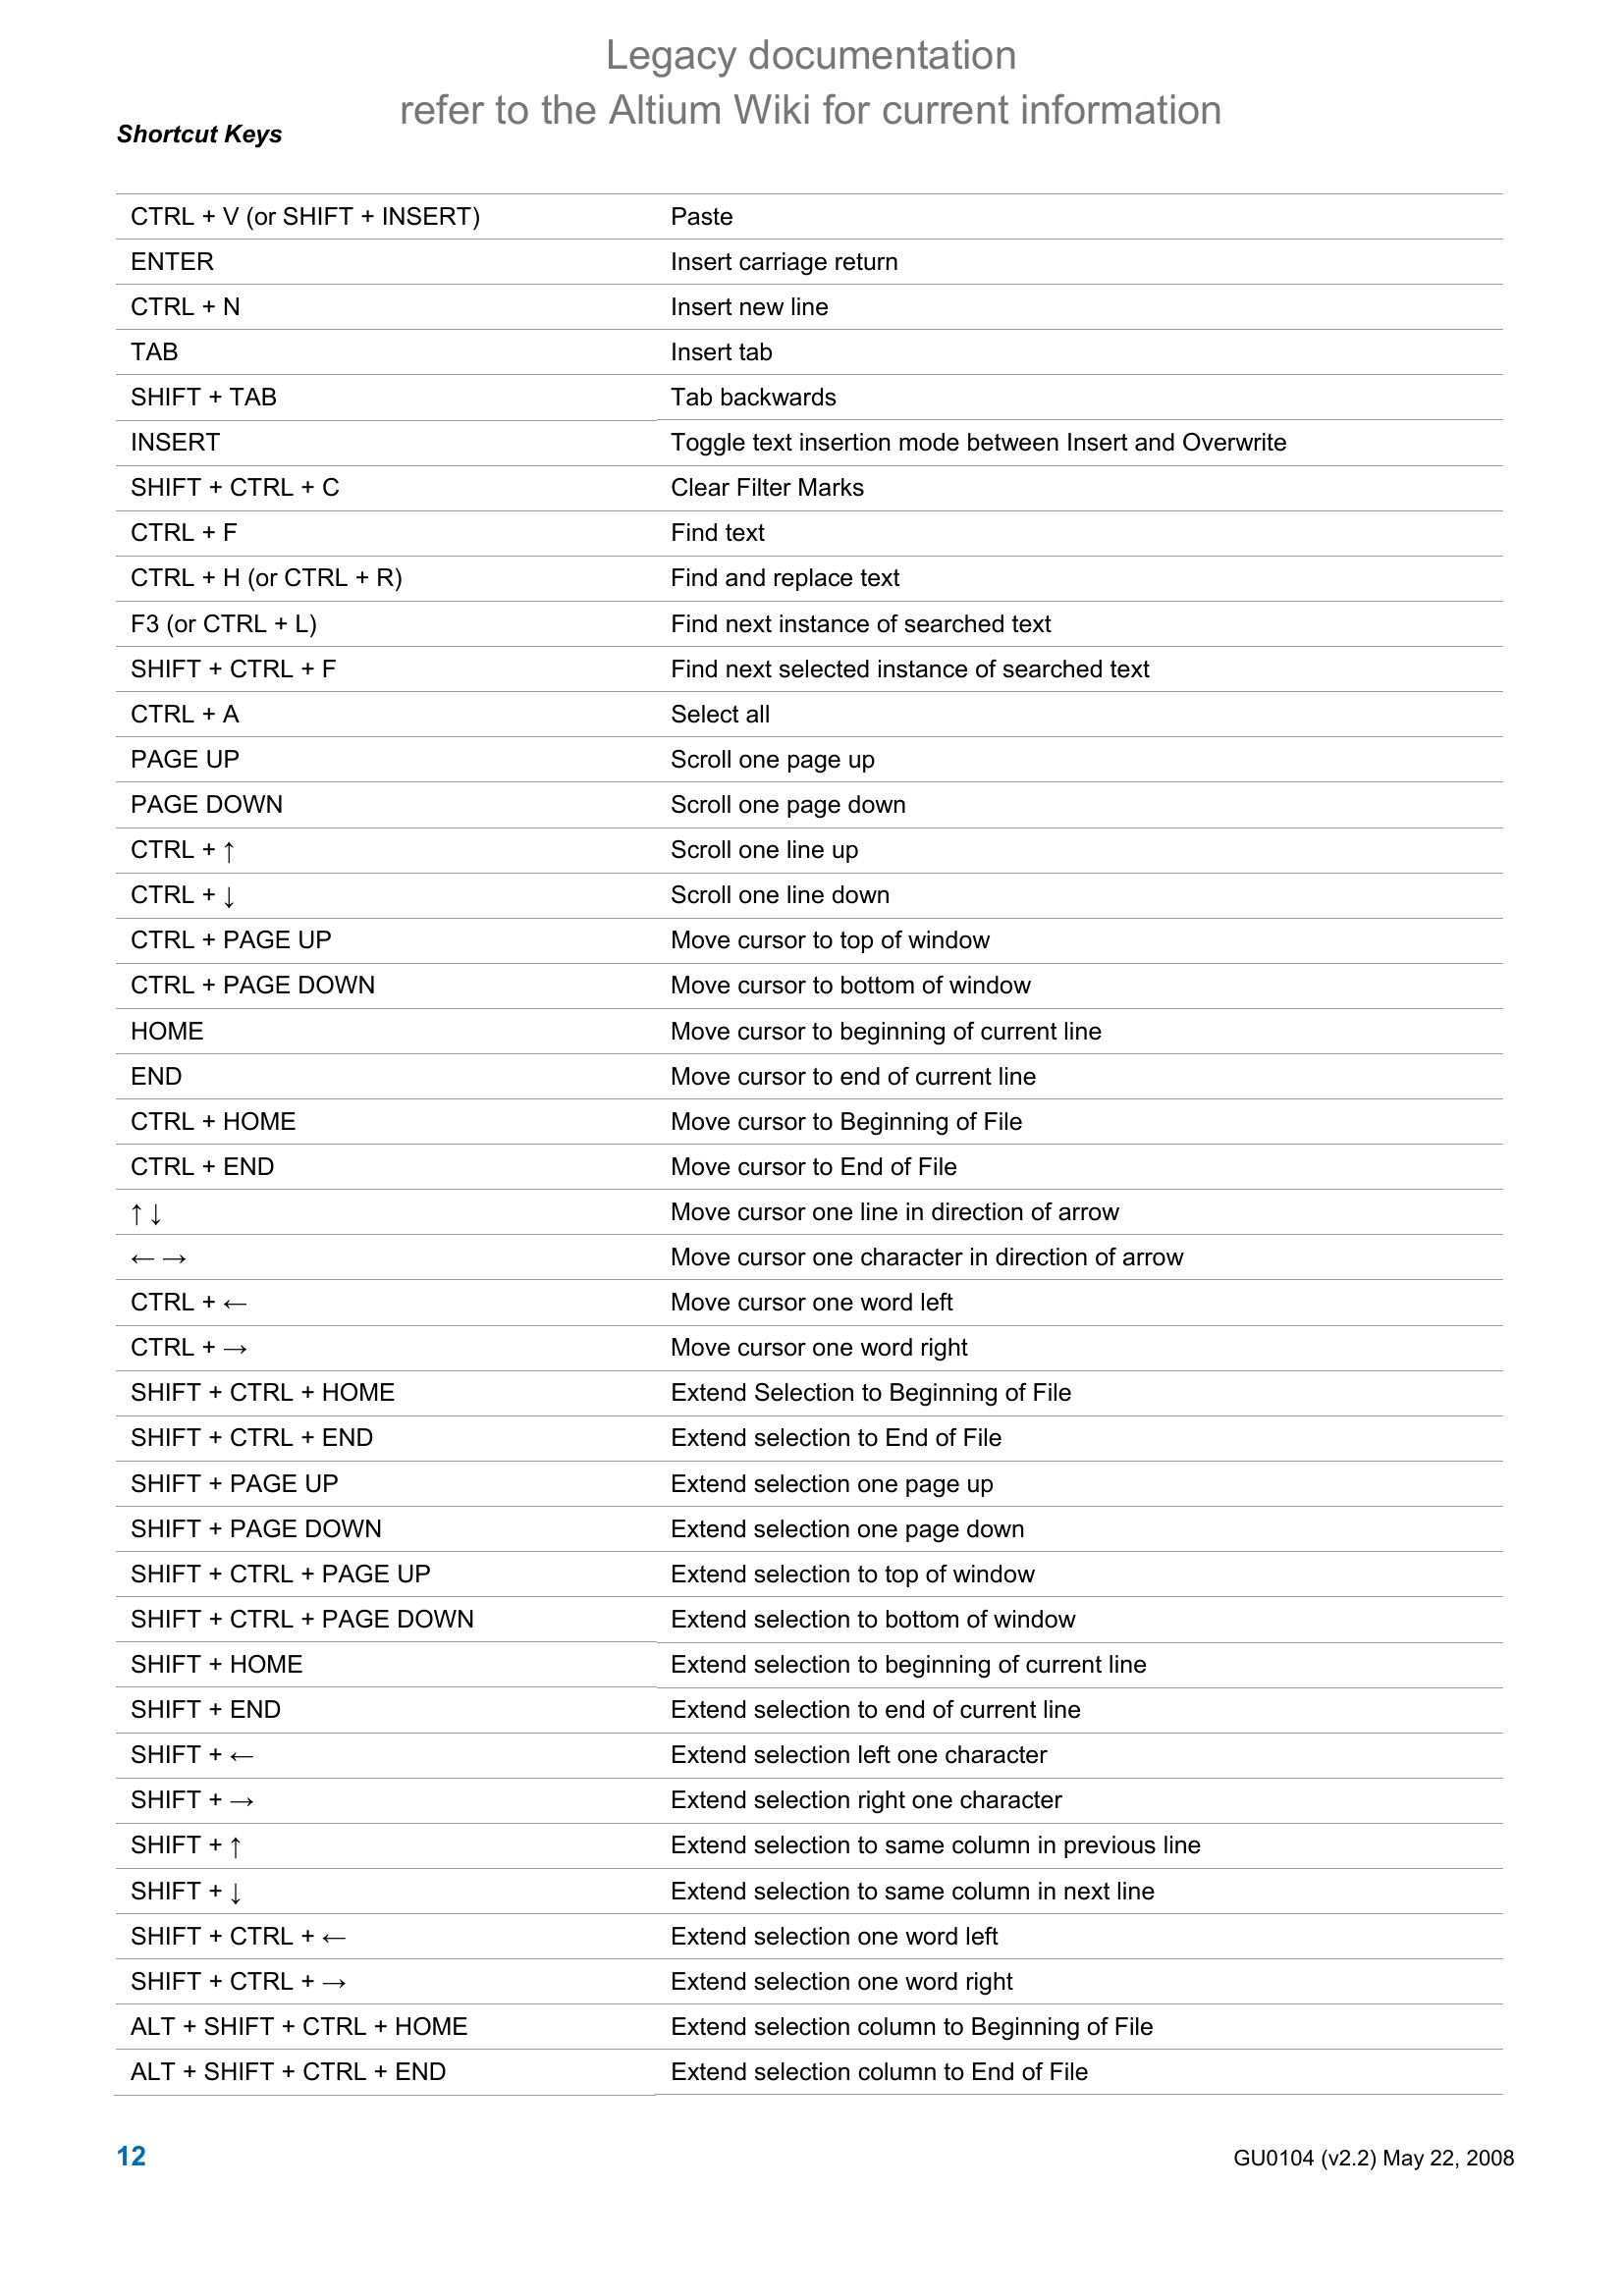 Legacy documentation
refer to the Altium Wiki for current information
Shortcut Keys
CTRL + V (or SHIFT + INSERT) Paste
ENTER Insert carriage return
CTRL + N Insert new line
TAB Insert tab
SHIFT + TAB Tab backwards
INSERT Toggle text insertion mode between Insert and Overwrite
SHIFT + CTRL + C Clear Filter Marks
CTRL + F Find text
CTRL + H (or CTRL + R) Find and replace text
F3 (or CTRL + L) Find next instance of searched text
SHIFT + CTRL + F Find next selected instance of searched text
CTRL + A Select all
PAGE UP Scroll one page up
PAGE DOWN Scroll one page down
CTRL + ↑ Scroll one line up
CTRL + ↓ Scroll one line down
CTRL + PAGE UP Move cursor to top of window
CTRL + PAGE DOWN Move cursor to bottom of window
HOME Move cursor to beginning of current line
END Move cursor to end of current line
CTRL + HOME Move cursor to Beginning of File
CTRL + END Move cursor to End of File
↑ ↓ Move cursor one line in direction of arrow
← → Move cursor one character in direction of arrow
CTRL + ← Move cursor one word left
CTRL + → Move cursor one word right
SHIFT + CTRL + HOME Extend Selection to Beginning of File
SHIFT + CTRL + END Extend selection to End of File
SHIFT + PAGE UP Extend selection one page up
SHIFT + PAGE DOWN Extend selection one page down
SHIFT + CTRL + PAGE UP Extend selection to top of window
SHIFT + CTRL + PAGE DOWN Extend selection to bottom of window
SHIFT + HOME Extend selection to beginning of current line
SHIFT + END Extend selection to end of current line
SHIFT + ← Extend selection left one character
SHIFT + → Extend selection right one character
SHIFT + ↑ Extend selection to same column in previous line
SHIFT + ↓ Extend selection to same column in next line
SHIFT + CTRL + ← Extend selection one word left
SHIFT + CTRL + → Extend selection one word right
ALT + SHIFT + CTRL + HOME Extend selection column to Beginning of File
ALT + SHIFT + CTRL + END Extend selection column to End of File
12 GU0104 (v2.2) May 22, 2008